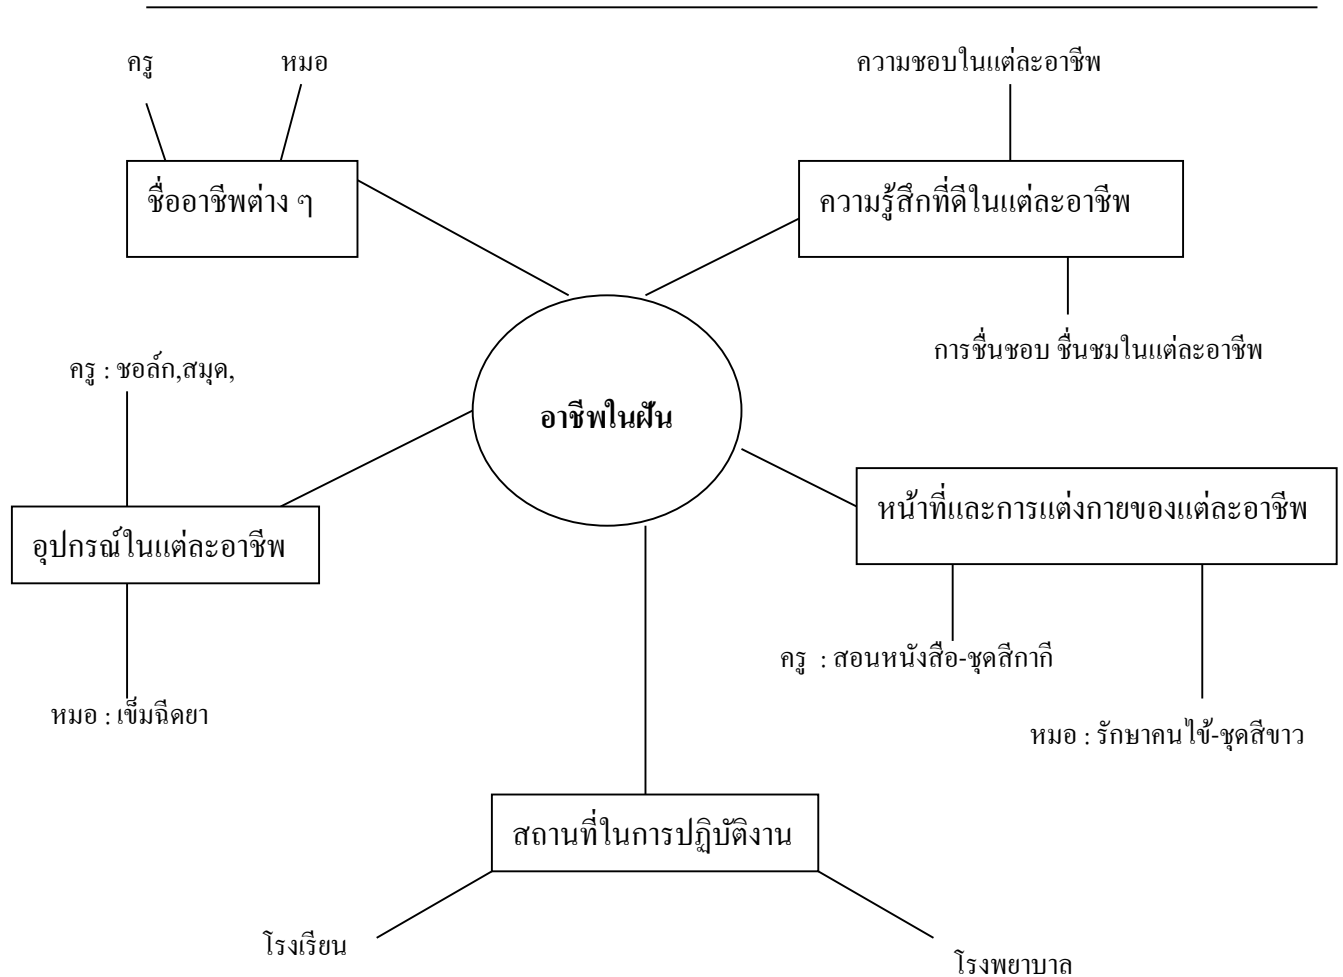 ครู
หมอ
ความชอบในแต่ละอาชีพ
ชื่ออาชีพต่าง ๆ
ความรู้สึกที่ดีในแต่ละอาชีพ
การชื่นชอบ ชื่นชมในแต่ละอาชีพ
ครู : ชอล์ก,สมุด,
อาชีพในฝัน
หน้าที่และการแต่งกายของแต่ละอาชีพ
อุปกรณ์ในแต่ละอาชีพ
ครู : สอนหนังสือ-ชุดสีกากี
หมอ : เข็มฉีดยา
หมอ : รักษาคนไข้-ชุดสีขาว
สถานที่ในการปฏิบัติงาน
โรงเรียน
โรงพยาบาล